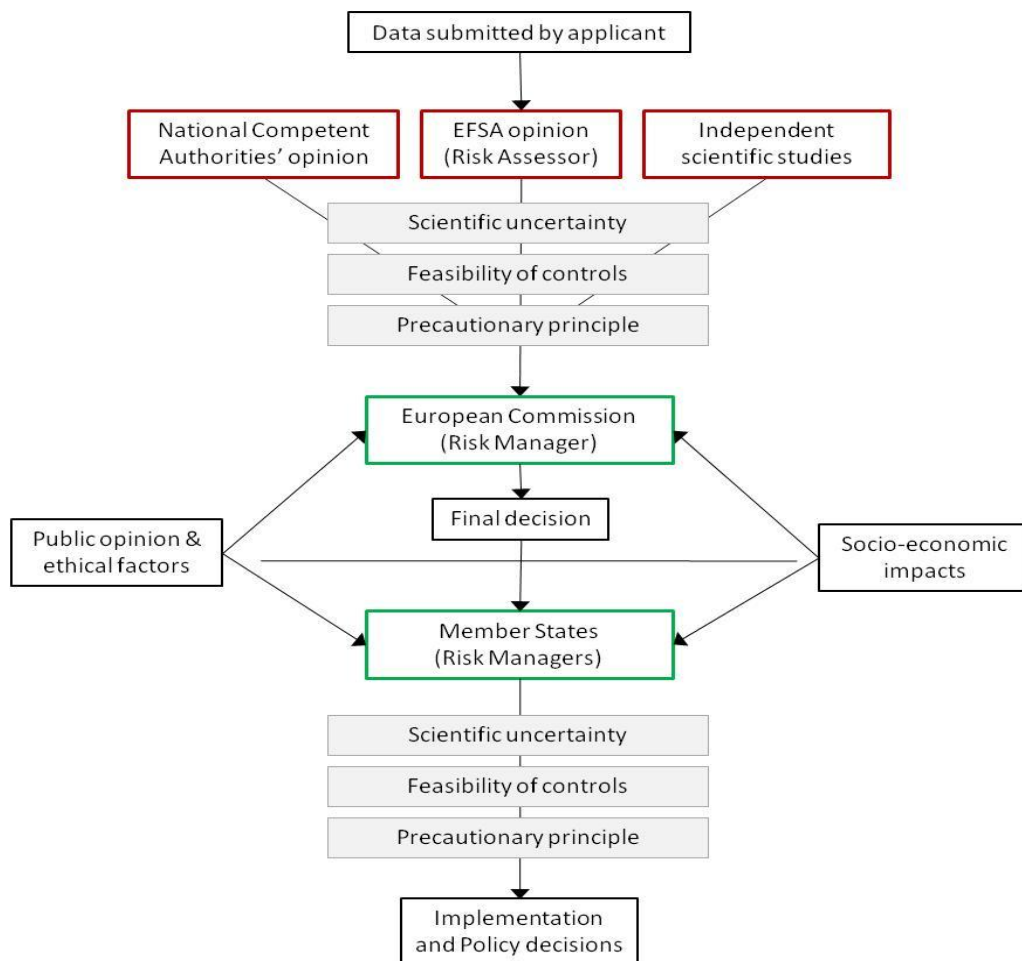 Data submitted by applicant
National Competent
Authorities’ opinion
EFSA opinion
(Risk Assessor)
Independent
scientific studies
Scientific uncertainty
Feasibility of controls
Precautionary principle
European Commission
(Risk Manager)
Final decision
Public opinion &
ethical factors
Socio-economic
impacts
Member States
(Risk Managers)
Scientific uncertainty
Feasibility of controls
Precautionary principle
Implementation
and Policy decisions